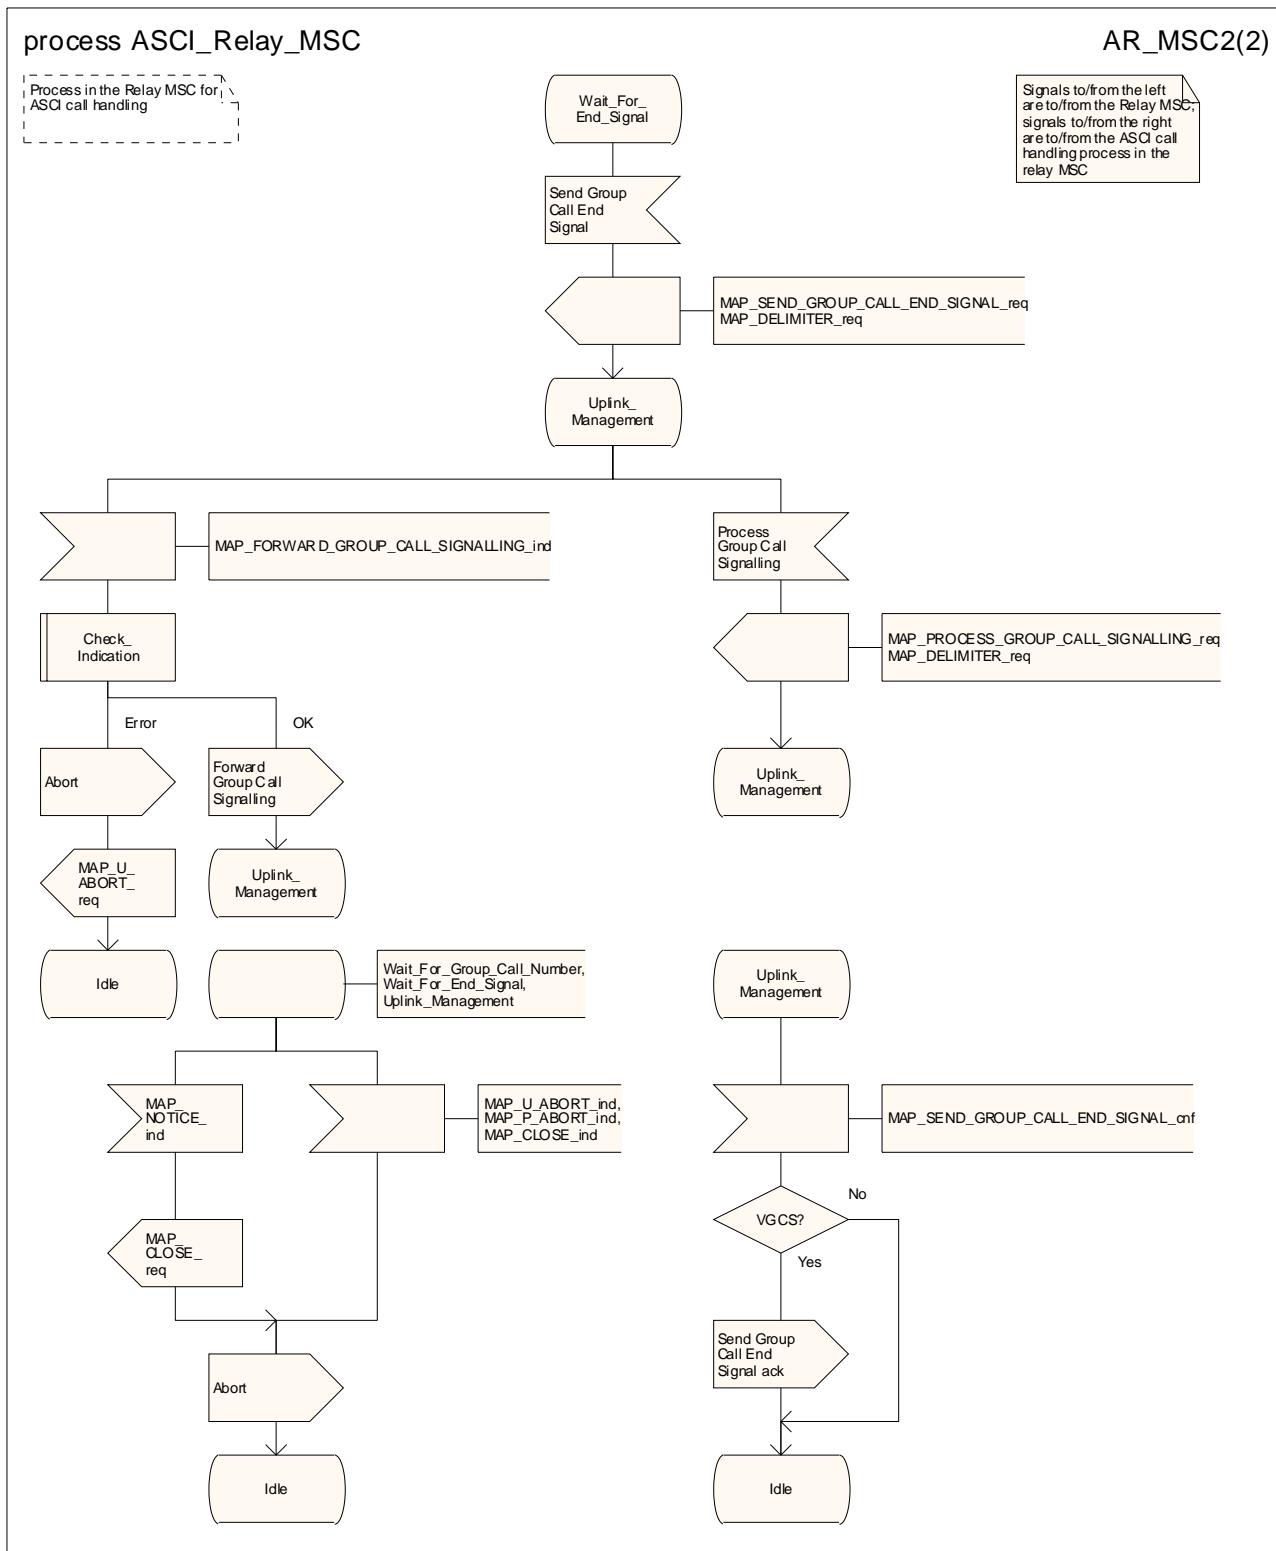 process ASCI_Relay_MSC
AR_MSC2(2)
Process in the Relay MSC for
ASCI call handling
Signals to/from the left
are to/from the Relay MSC;
signals to/from the right
are to/from the ASCI call
handling process in the
relay MSC
Wait_For_
End_Signal
Send Group
Call End
Signal
MAP_SEND_GROUP_CALL_END_SIGNAL_req
MAP_DELIMITER_req
Uplink_
Management
MAP_FORWARD_GROUP_CALL_SIGNALLING_ind
Process
Group Call
Signalling
Check_
Indication
MAP_PROCESS_GROUP_CALL_SIGNALLING_req
MAP_DELIMITER_req
Error
OK
Abort
Forward
Group Call
Signalling
Uplink_
Management
MAP_U_
ABORT_
req
Uplink_
Management
Idle
Wait_For_Group_Call_Number,
Wait_For_End_Signal,
Uplink_Management
Uplink_
Management
MAP_
NOTICE_
ind
MAP_U_ABORT_ind,
MAP_P_ABORT_ind,
MAP_CLOSE_ind
MAP_SEND_GROUP_CALL_END_SIGNAL_cnf
No
VGCS?
Yes
MAP_
CLOSE_
req
Send Group
Call End
Signal ack
Abort
Idle
Idle